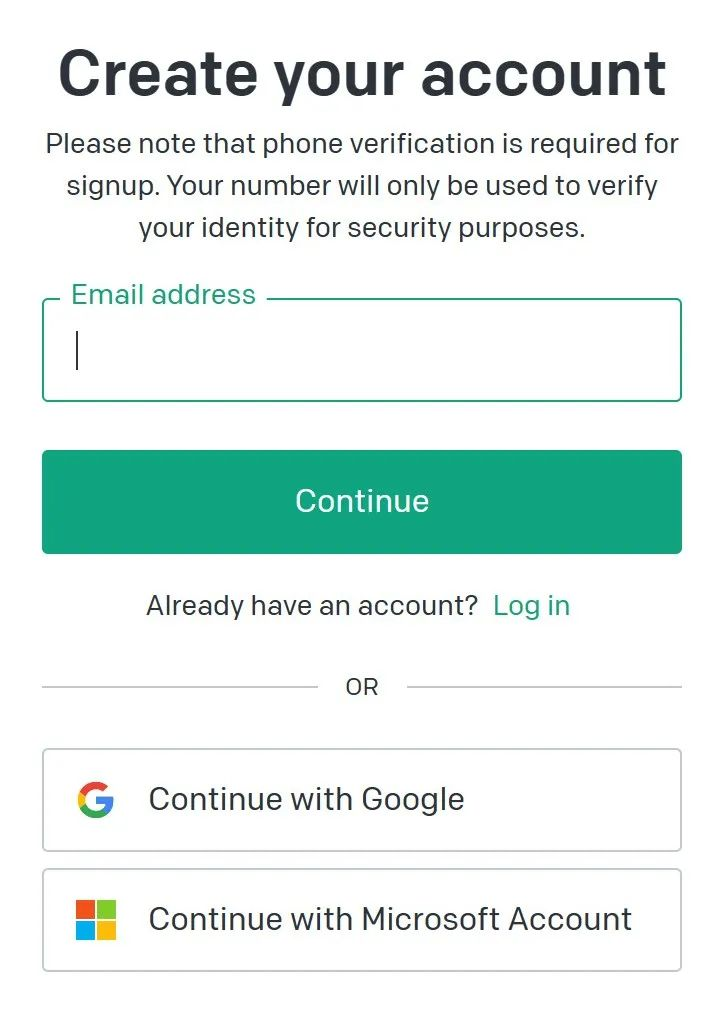 Create your account
Please note that phone verification is required for
signup. Your number will only be used to verify
your identity for security purposes.
Email address
Continue
Already have an account? Log in
OR
Continue with Google
Continue with Microsoft Account